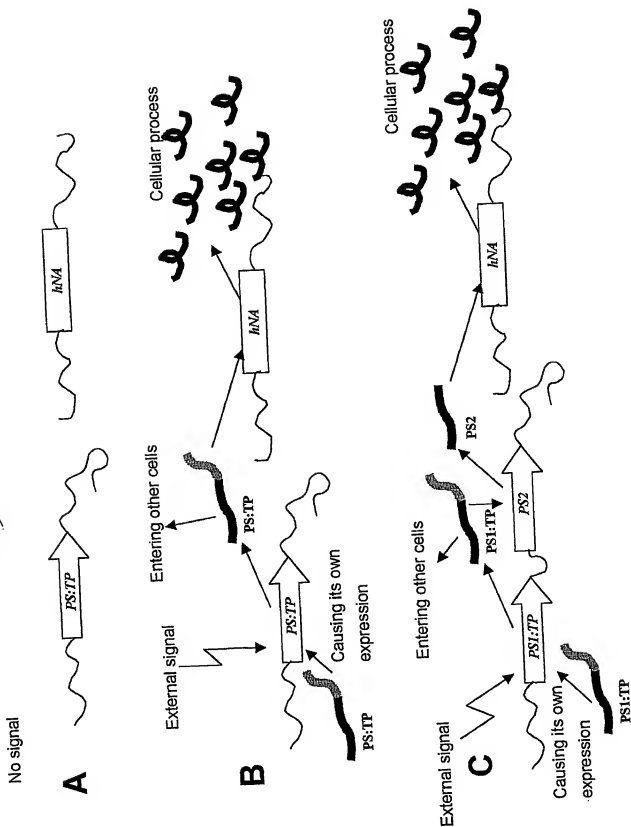 No signal
A
PS:TP
hNA
B
External signal
Entering other cells
Cellular process
PS:TP
PS:TP
hNA
Causing its own
expression
PS:TP
C
External signal
Entering other cells
Cellular process
PS1:TP
PS2
PS1:TP
PS2
hNA
Causing its own
expression
PS1:TP